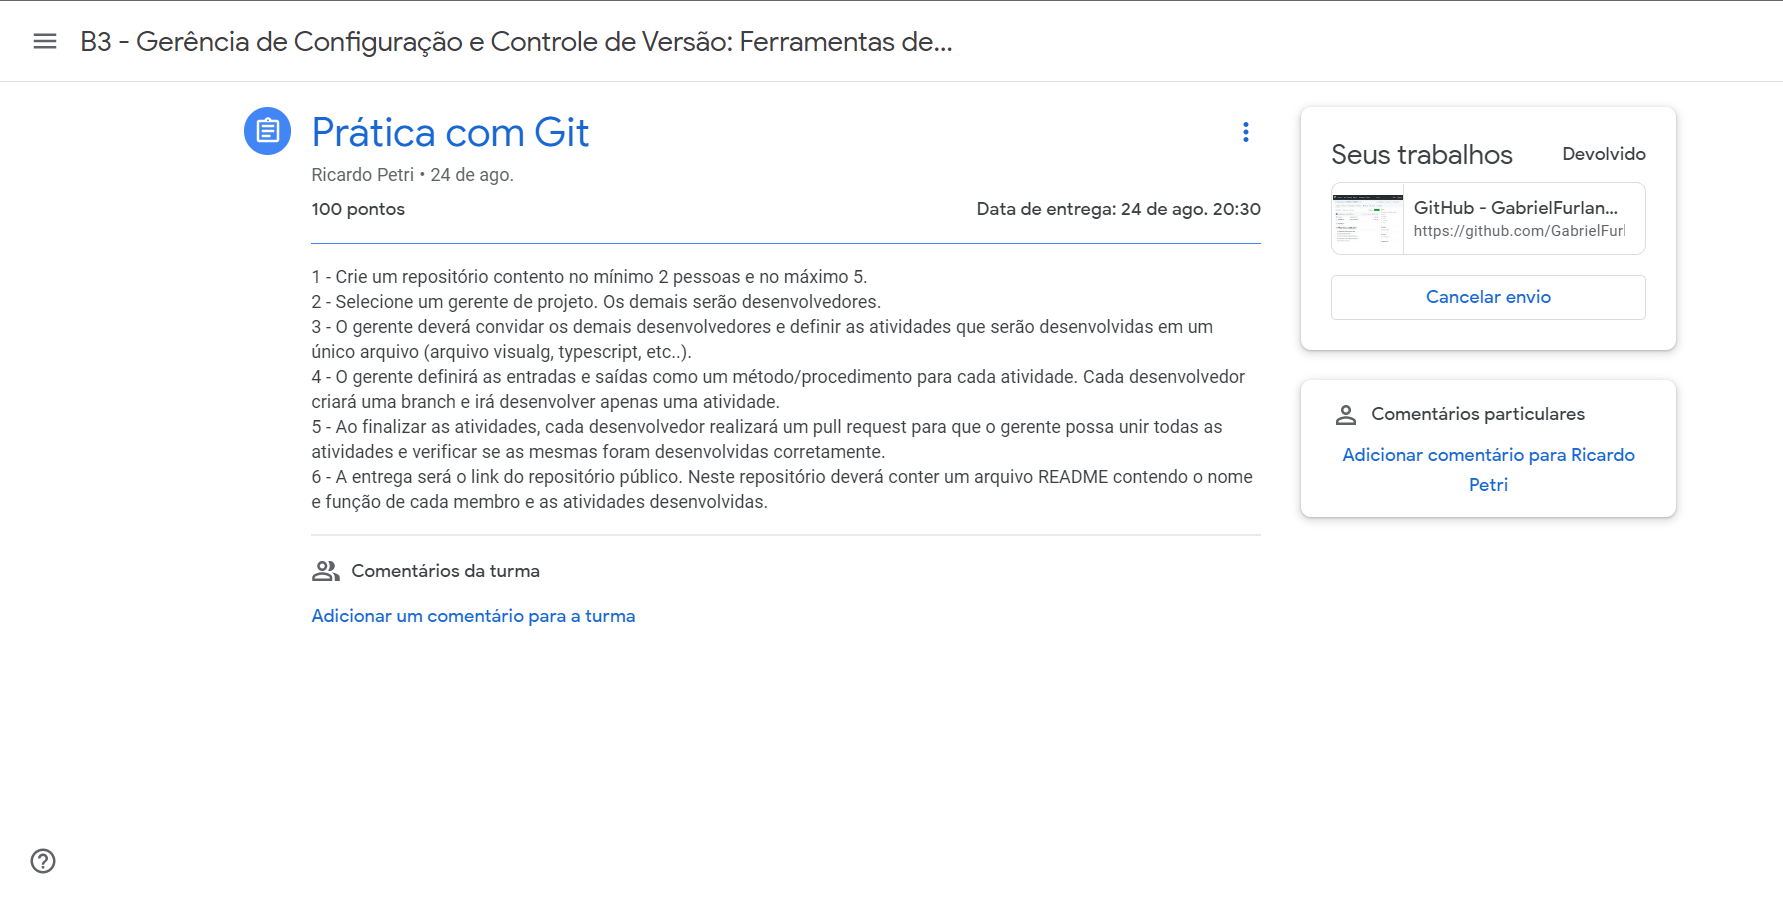 B3 - Gerência de Configuração e Controle de Versão: Ferramentas de...
Prática com Git
Ricardo Petri • 24 de ago.
100 pontos
Data de entrega: 24 de ago. 20:30
1 - Crie um repositório contento no mínimo 2 pessoas e no máximo 5.
2 - Selecione um gerente de projeto. Os demais serão desenvolvedores.
3 - O gerente deverá convidar os demais desenvolvedores e definir as atividades que serão desenvolvidas em um
único arquivo (arquivo visualg, typescript, etc..).
4 - O gerente definirá as entradas e saídas como um método/procedimento para cada atividade. Cada desenvolvedor
criará uma branch e irá desenvolver apenas uma atividade.
5 - Ao finalizar as atividades, cada desenvolvedor realizará um pull request para que o gerente possa unir todas as
atividades e verificar se as mesmas foram desenvolvidas corretamente.
6 - A entrega será o link do repositório público. Neste repositório deverá conter um arquivo README contendo o nome
e função de cada membro e as atividades desenvolvidas.
Comentários da turma
Adicionar um comentário para a turma
Seus trabalhos
Devolvido
GitHub - GabrielFurlan...
https://github.com/GabrielFurl
Cancelar envio
Comentários particulares
Adicionar comentário para Ricardo
Petri